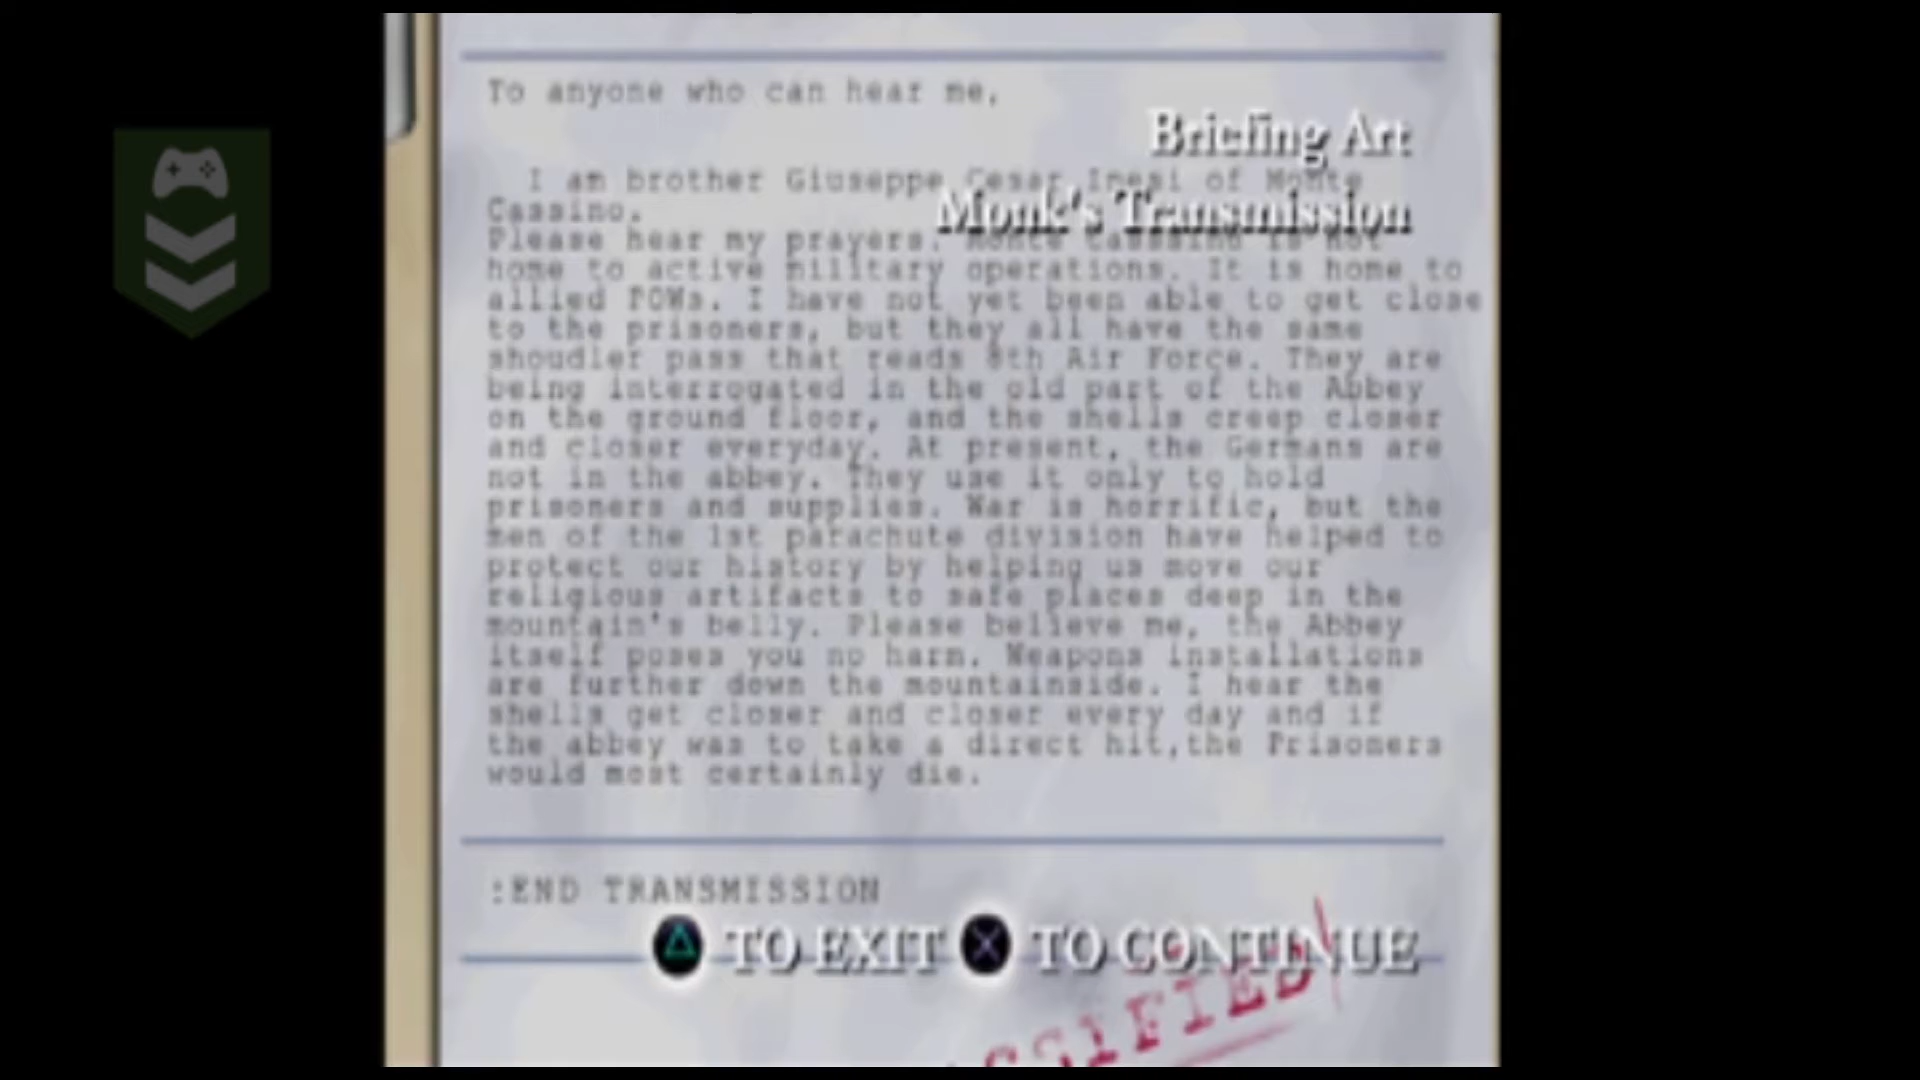 To anyone who can hear me,
Briefing Art
I am brother Giuseppe Cesar Inesi of Monte
Cassino.
Monk's Transmission
Please hear my prayers. Monte Casssino is not
home to active military operations. It is home to
allied POWs. I have not yet been able to get close
to the prisoners, but they all have the same
shoudler pass that reads 8th Air Force. They are
being interrogated in the old part of the Abbey
on the ground floor, and the shells creep closer
and closer everyday. At present, the Germans are
not in the abbey. They use it only to hold
prisoners and supplies. War is horrific, but the
men of the 1st parachute division have helped to
protect our history by helping us move our
religious artifacts to safe places deep in the
mountain's belly. Please believe me, the Abbey
itself poses you no harm. Weapons installations
are further down the mountainside. I hear the
shells get closer and closer every day and if
the abbey was to take a direct hit,the Prisoners
would most certainly die.
:END TRANSMISSION
TO EXIT TO CONTINUE
SSIFIED